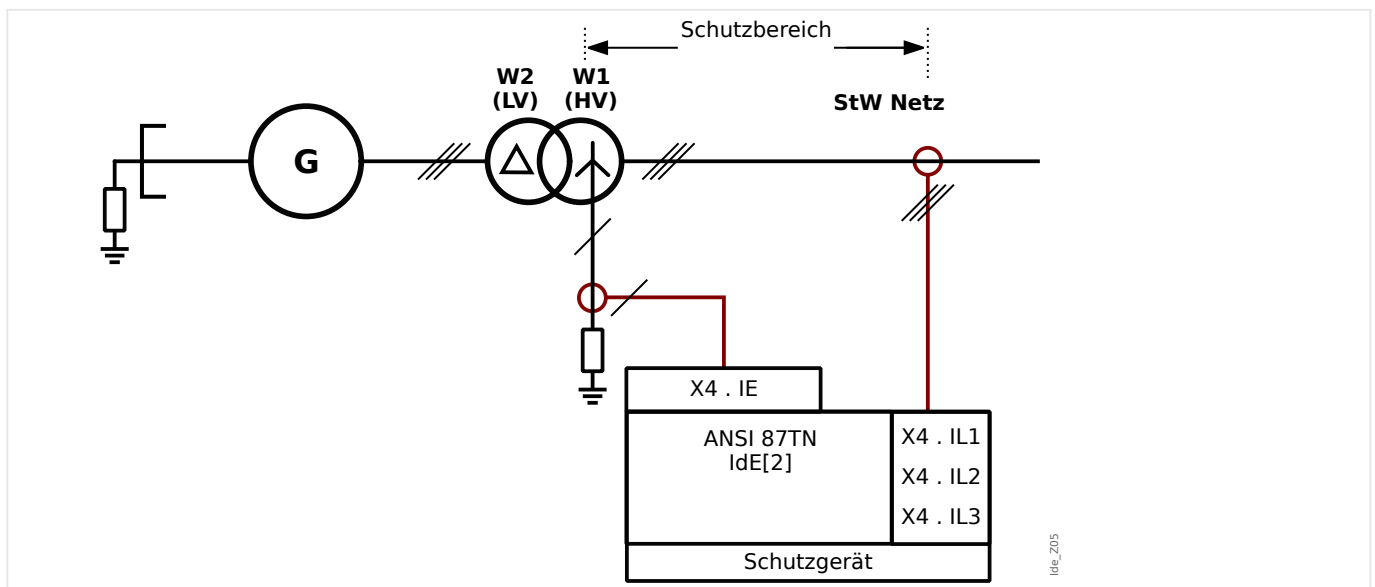 Schutzbereich
W2
(LV)
W1
(HV)
StW Netz
G
X4 . IE
ANSI 87TN
IdE[2]
X4 . IL1
X4 . IL2
X4 . IL3
Schutzgerät
Ide_Z05